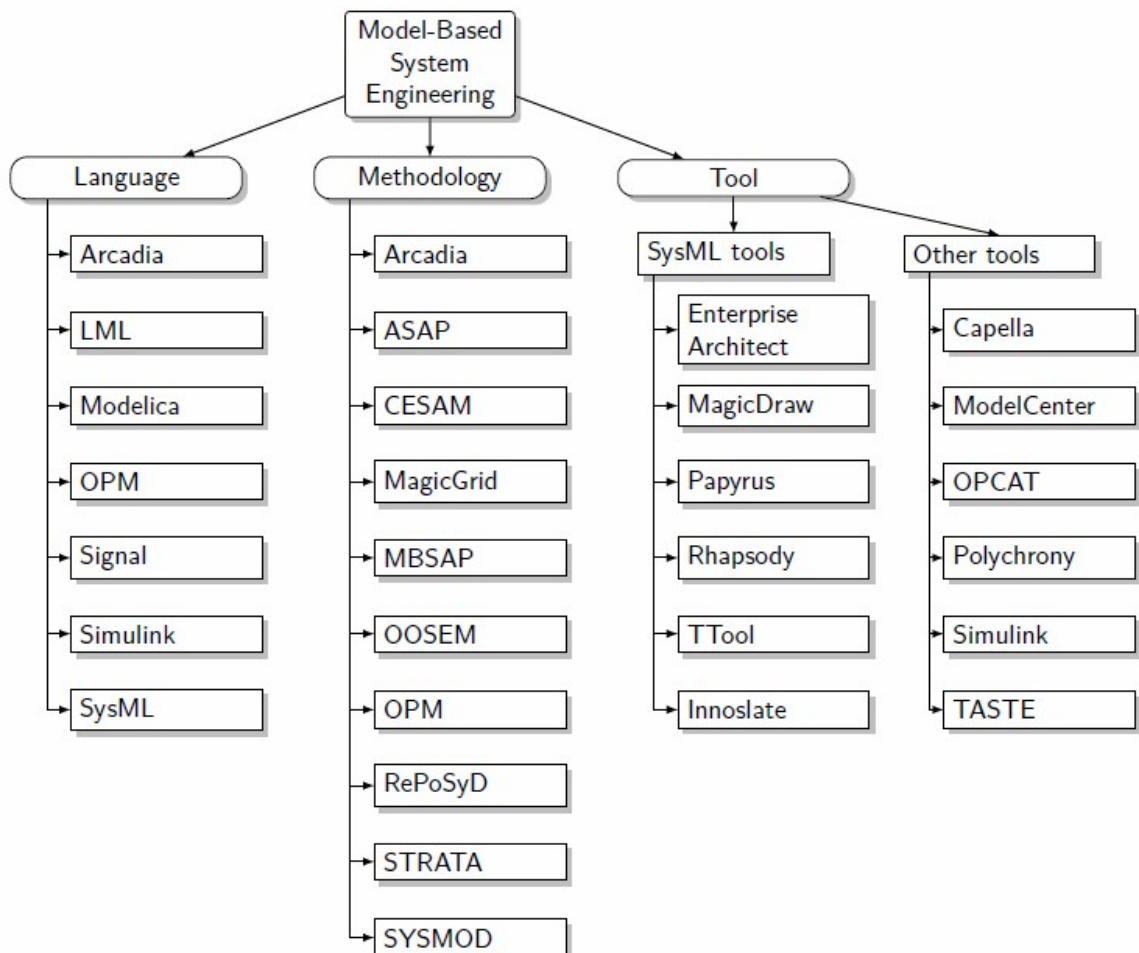 Model-Based
System
Engineering
Language
Methodology
Tool
Arcadia
LML
Modelica
OPM
Signal
Simulink
SysML
Arcadia
ASAP
CESAM
MagicGrid
MBSAP
OOSEM
OPM
RePoSyD
STRATA
SYSMOD
SysML tools
Enterprise
Architect
MagicDraw
Papyrus
Rhapsody
TTool
Innoslate
Other tools
Capella
ModelCenter
OPCAT
Polychrony
Simulink
TASTE